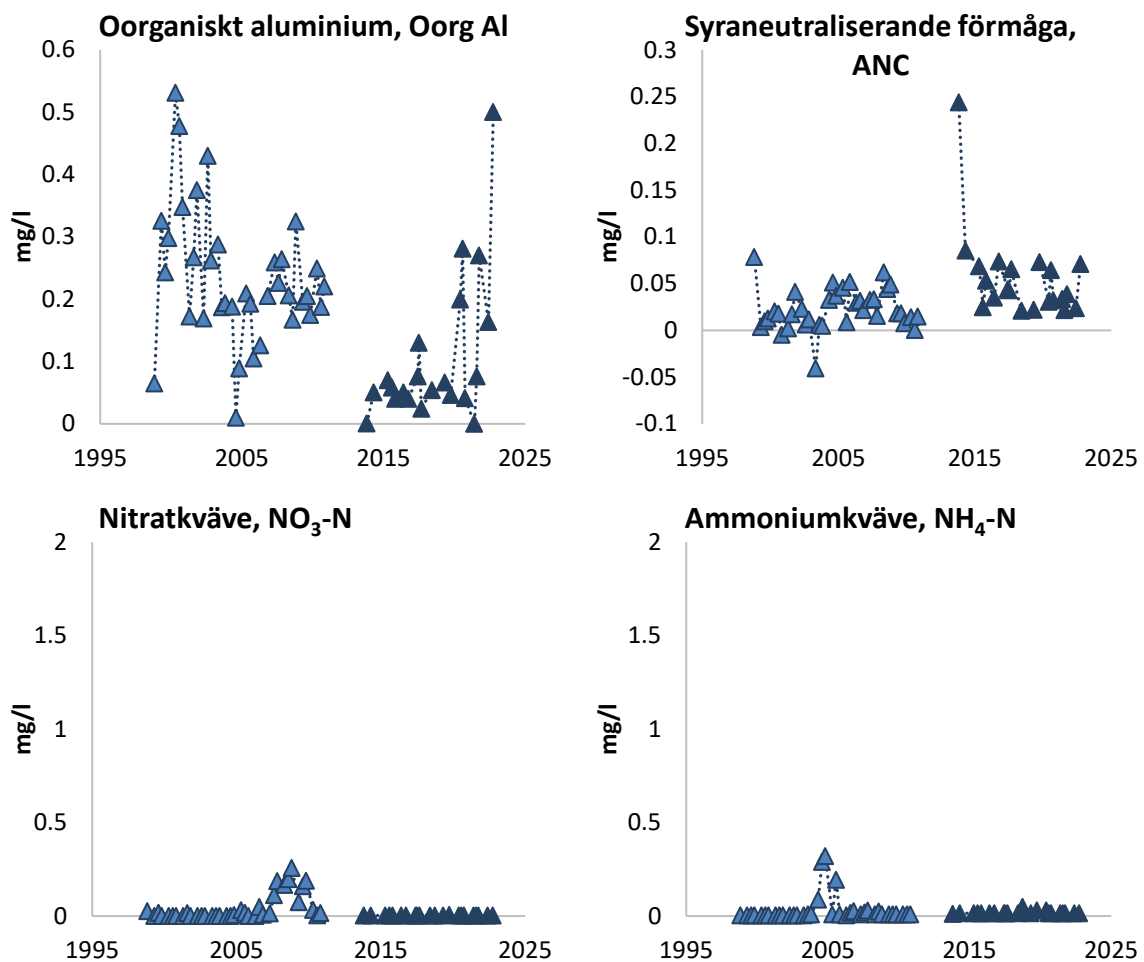 Oorganiskt aluminium, Oorg Al
0.6
0.5
0.4
0.3
0.2
0.1
0
mg/l
1995 2005 2015 2025
Syraneutraliserande förmåga,
ANC
0.3
0.25
0.2
0.15
0.1
0.05
0
-0.05
-0.1
mg/l
1995 2005 2015 2025
Nitratkväve, NO₃-N
2
1.5
1
0.5
0
mg/l
1995 2005 2015 2025
Ammoniumkväve, NH₄-N
2
1.5
1
0.5
0
mg/l
1995 2005 2015 2025